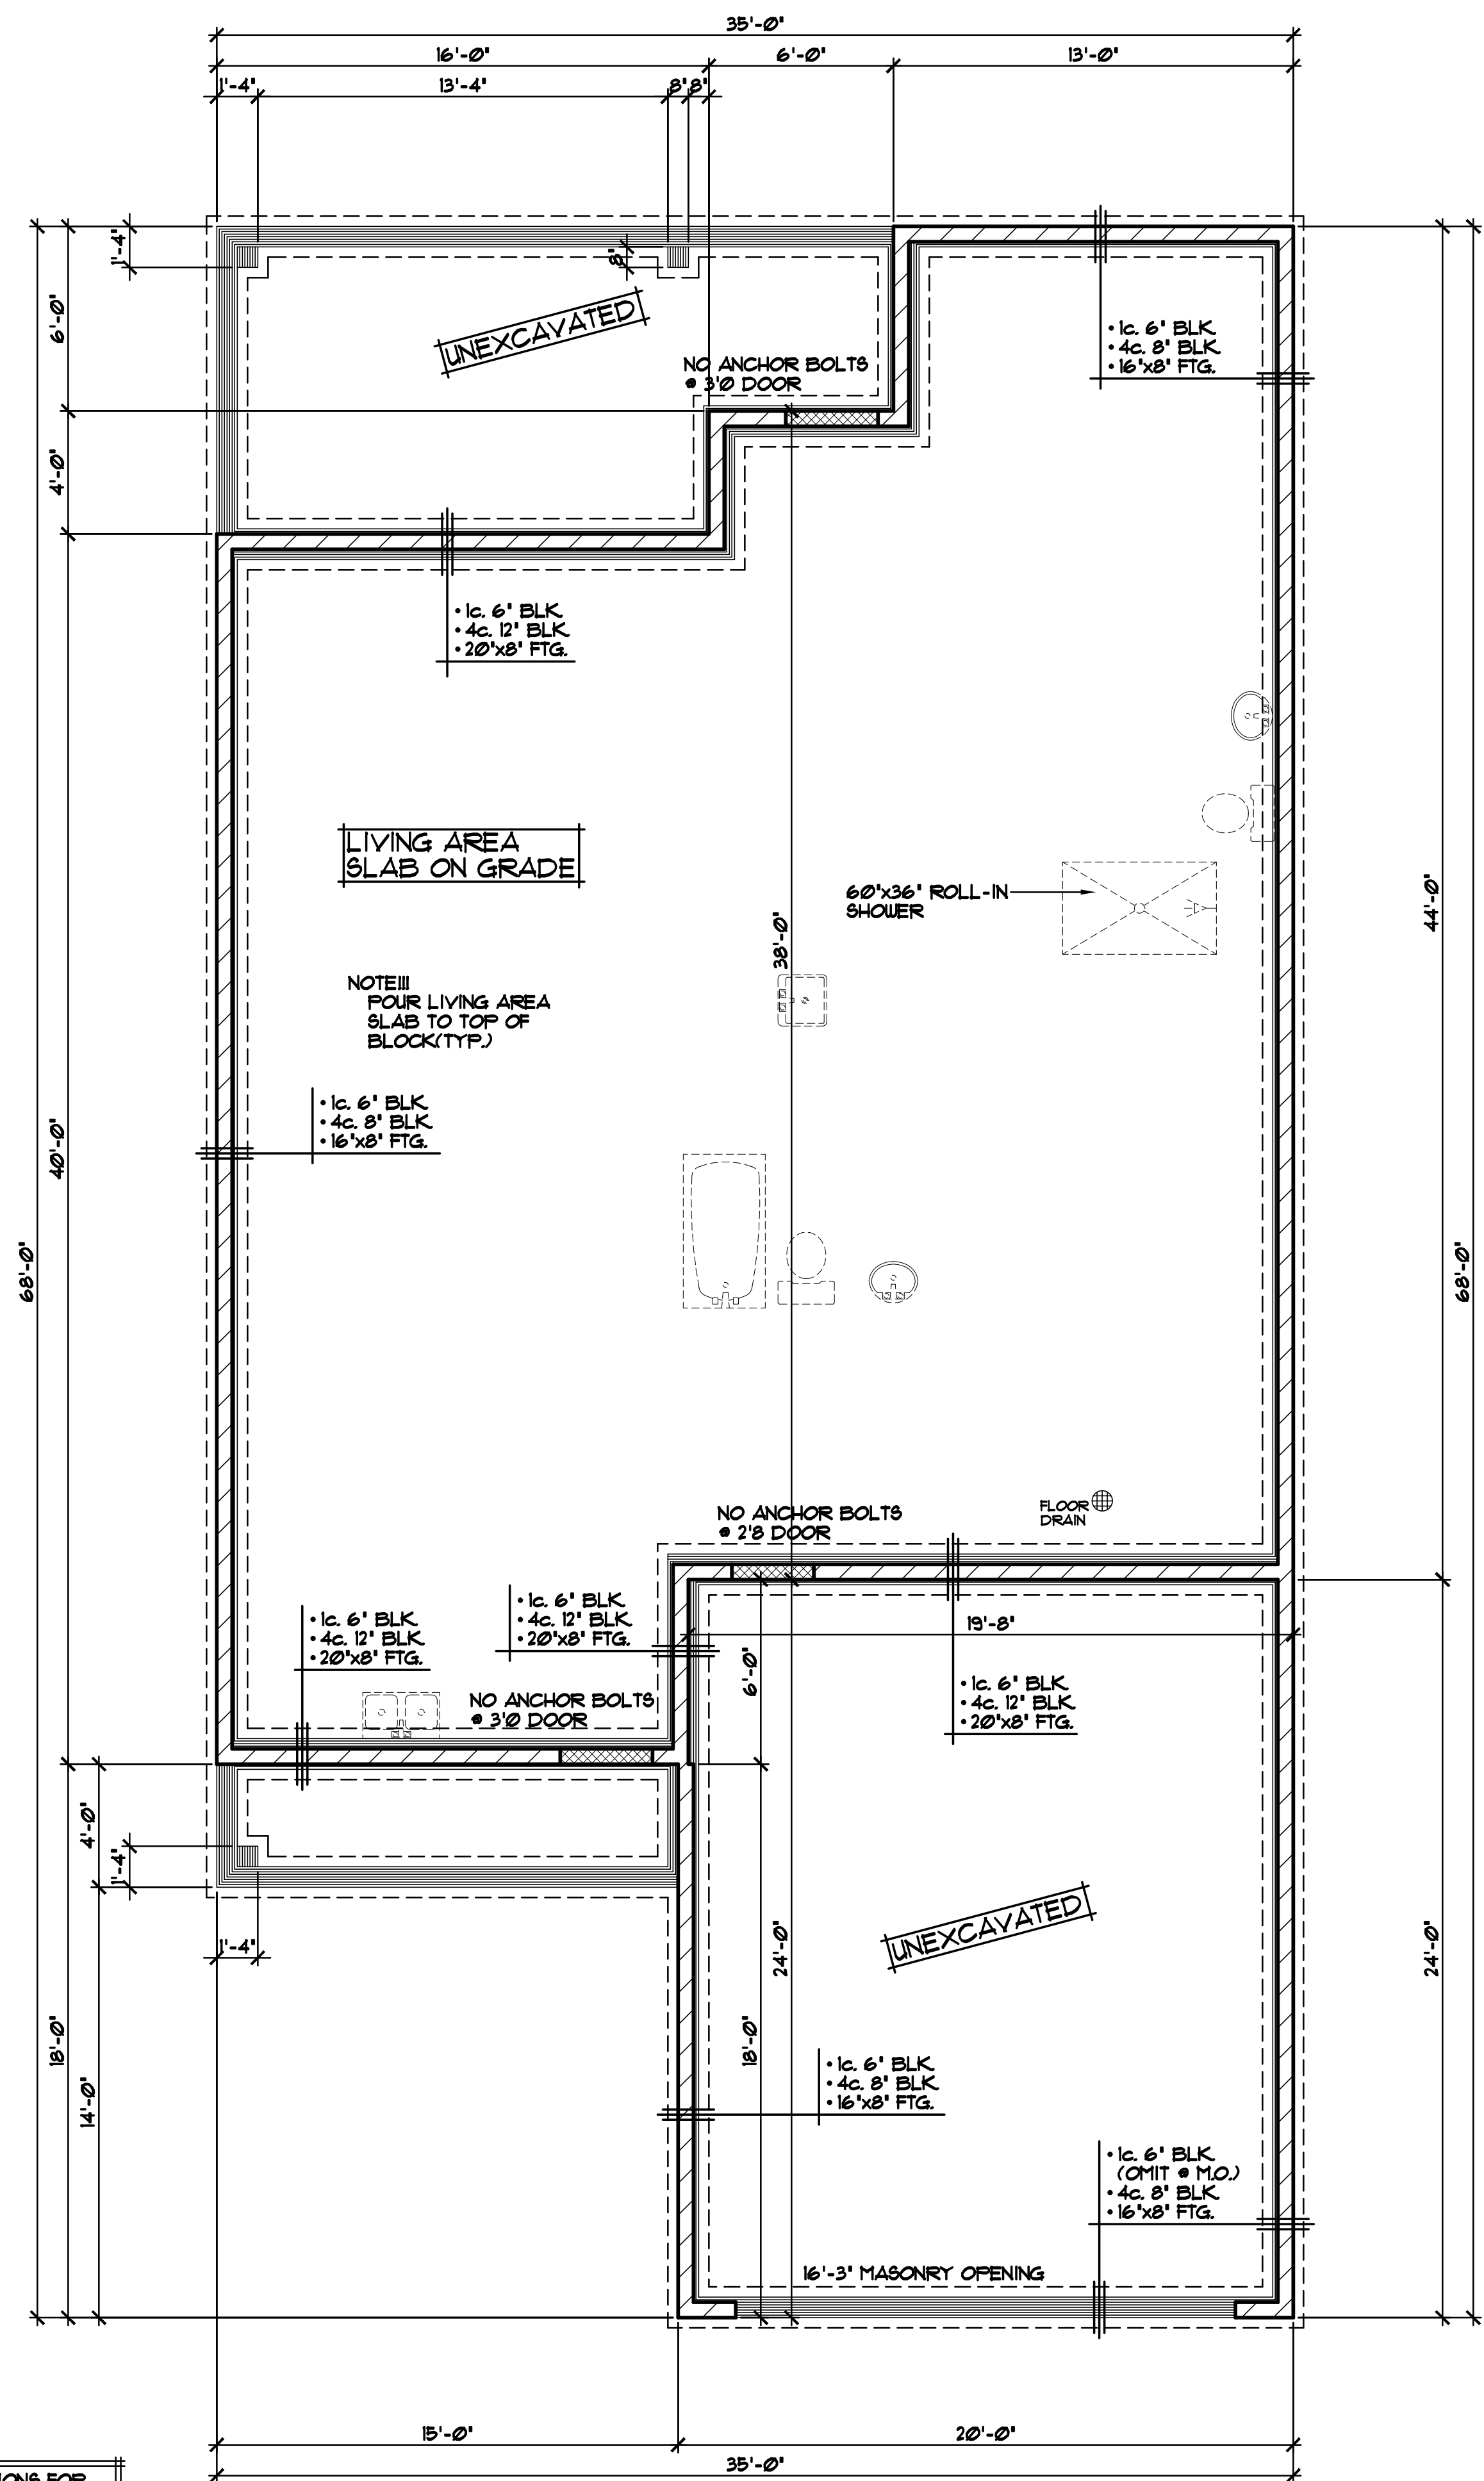 35'-0"
16'-0" 6'-0" 13'-0"
1'-4" 13'-4" 8" 8"
1'-4"
8"
6'-0"
UNEXCAVATED
NO ANCHOR BOLTS
@ 3'0 DOOR
• 1c. 6" BLK.
• 4c. 8" BLK.
• 16"x8" FTG.
4'-0"
• 1c. 6" BLK.
• 4c. 12" BLK.
• 20"x8" FTG.
LIVING AREA
SLAB ON GRADE
60"x36" ROLL-IN
SHOWER
44'-0"
38'-0"
NOTE!!!
POUR LIVING AREA
SLAB TO TOP OF
BLOCK(TYP.)
• 1c. 6" BLK.
• 4c. 8" BLK.
• 16"x8" FTG.
40'-0"
68'-0"
68'-0"
NO ANCHOR BOLTS
@ 2'8 DOOR
FLOOR
DRAIN
• 1c. 6" BLK.
• 4c. 12" BLK.
• 20"x8" FTG.
• 1c. 6" BLK.
• 4c. 12" BLK.
• 20"x8" FTG.
19'-8"
6'-0"
• 1c. 6" BLK.
• 4c. 12" BLK.
• 20"x8" FTG.
NO ANCHOR BOLTS
@ 3'0 DOOR
4'-0"
1'-4"
1'-4"
UNEXCAVATED
24'-0"
24'-0"
18'-0"
18'-0"
14'-0"
• 1c. 6" BLK.
• 4c. 8" BLK.
• 16"x8" FTG.
• 1c. 6" BLK.
(OMIT @ M.O.)
• 4c. 8" BLK.
• 16"x8" FTG.
16'-3" MASONRY OPENING
15'-0" 20'-0"
35'-0"
FOR